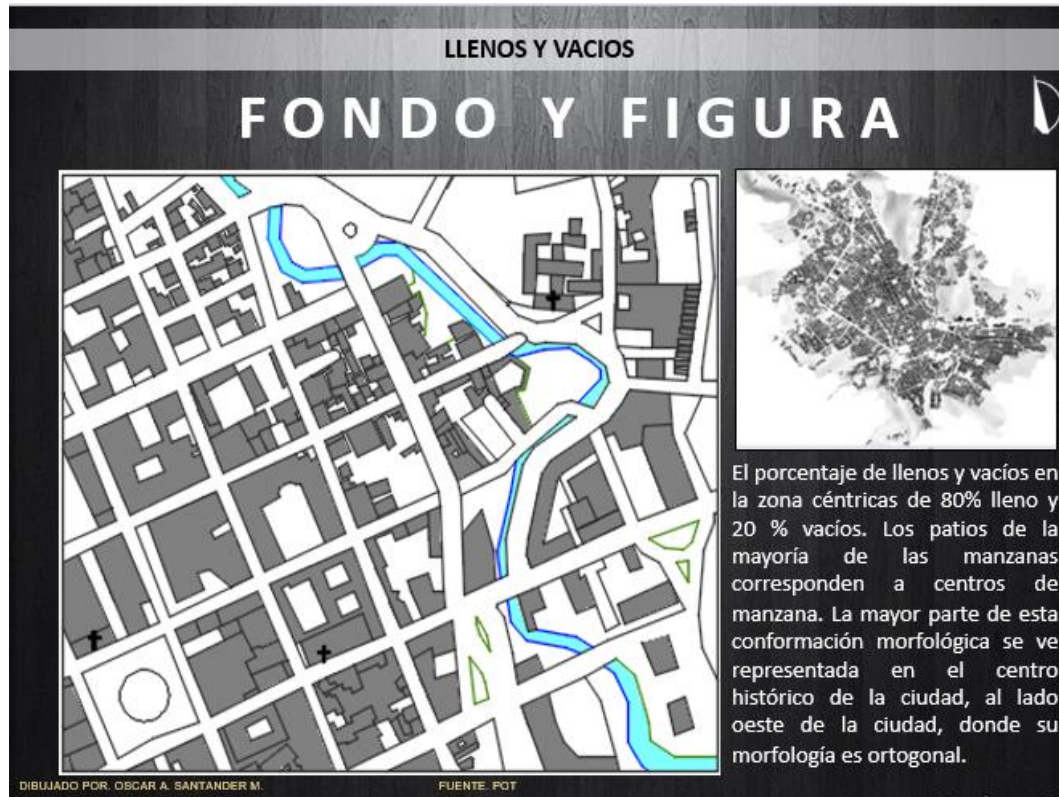 LLENOS Y VACIOS
FONDO Y FIGURA
El porcentaje de llenos y vacíos en
la zona céntricas de 80% lleno y
20 % vacíos. Los patios de la
mayoría de las manzanas
corresponden a centros de
manzana. La mayor parte de esta
conformación morfológica se ve
representada en el centro
histórico de la ciudad, al lado
oeste de la ciudad, donde su
morfología es ortogonal.
DIBUJADO POR. OSCAR A. SANTANDER M.
FUENTE. POT